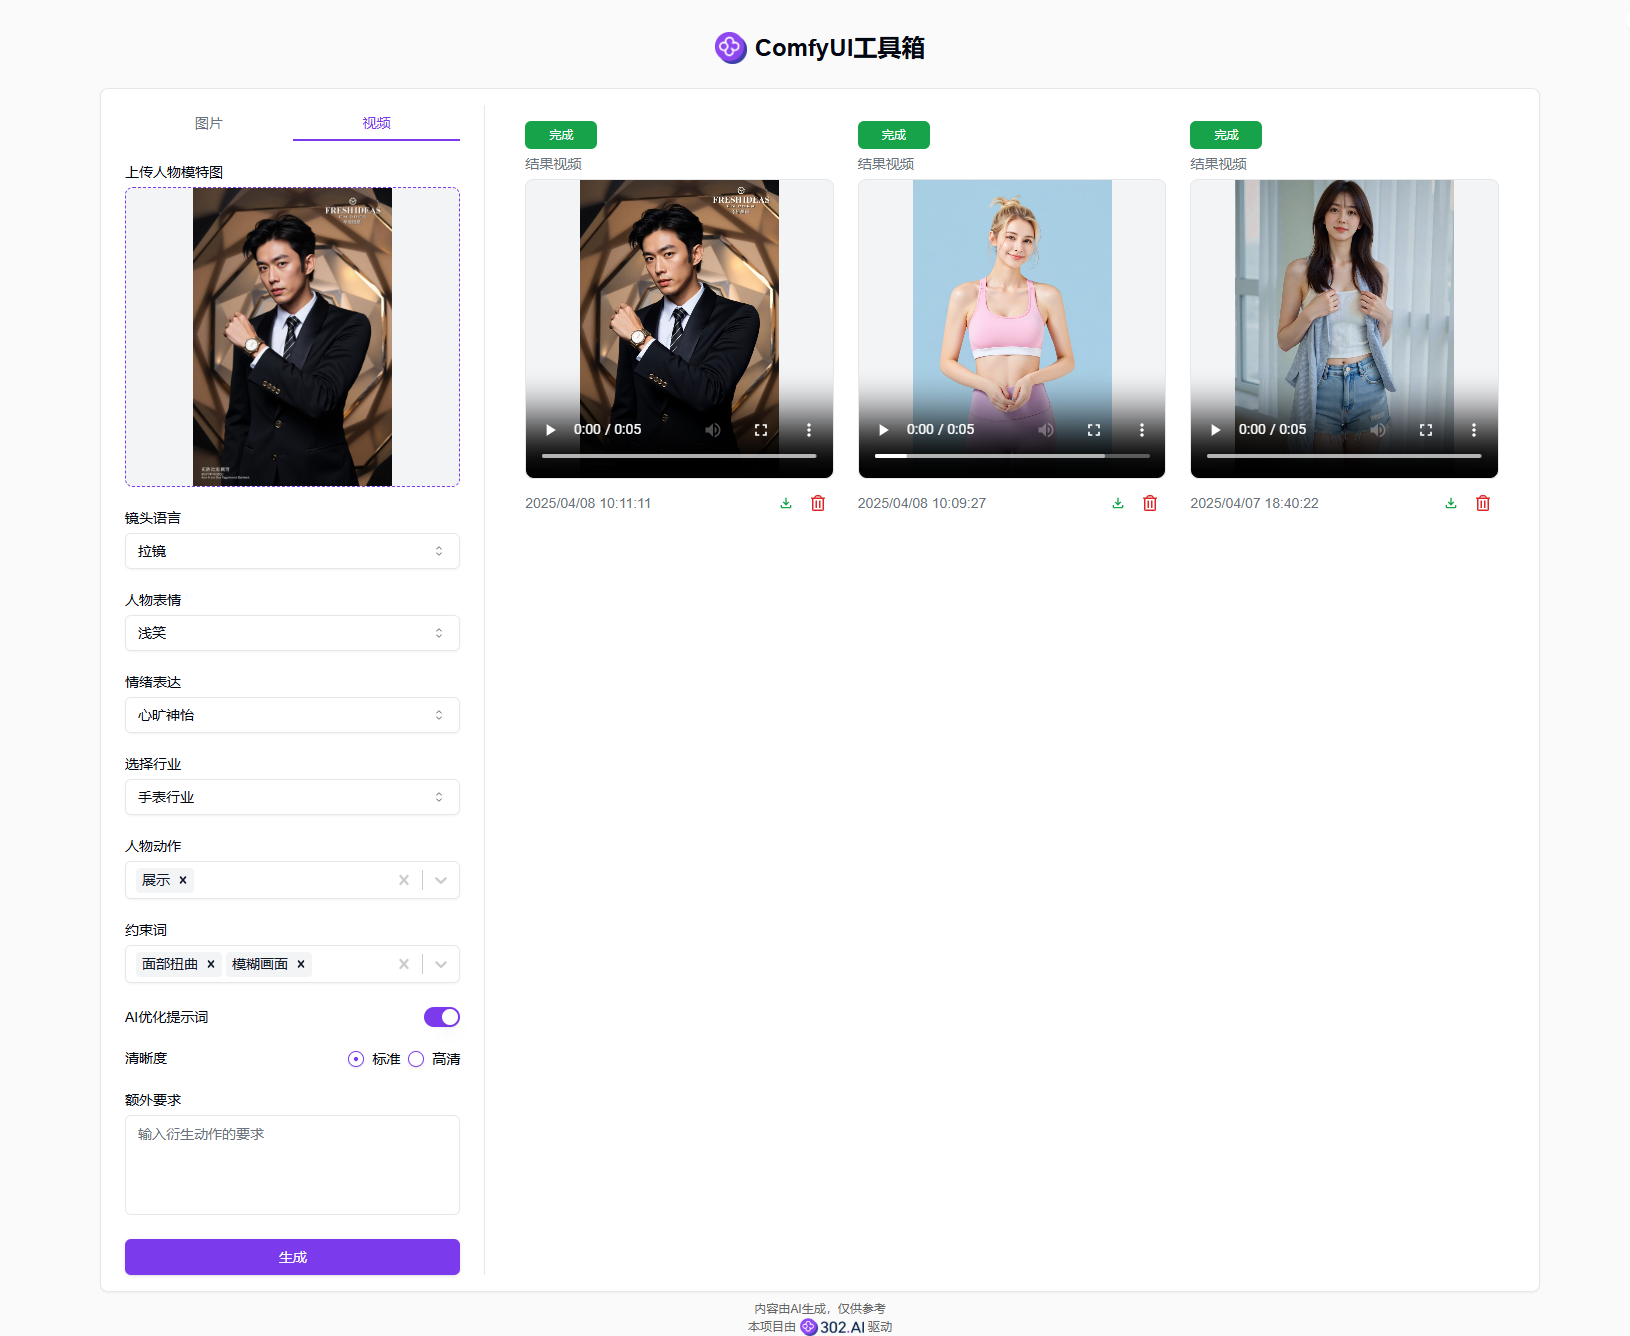 ComfyUI工具箱
图片
视频
上传人物模特图
FRESHIDEAS
镜头语言
拉镜
人物表情
浅笑
情绪表达
心旷神怡
选择行业
手表行业
人物动作
展示
约束词
面部扭曲
模糊画面
AI优化提示词
清晰度
标准
高清
额外要求
输入衍生动作的要求
生成
完成
结果视频
FRESHIDEAS
0:00 / 0:05
2025/04/08 10:11:11
完成
结果视频
0:00 / 0:05
2025/04/08 10:09:27
完成
结果视频
0:00 / 0:05
2025/04/07 18:40:22
内容由AI生成，仅供参考
本项目由 302.AI 驱动